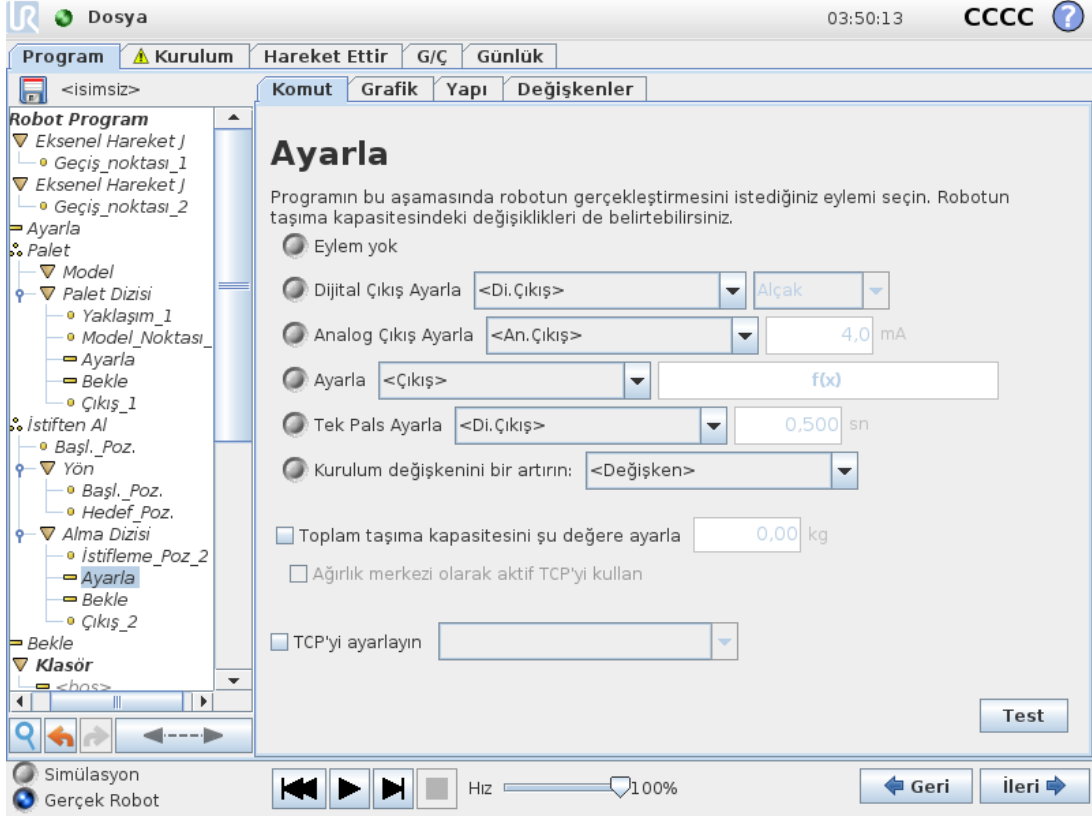 UR Dosya 03:50:13 CCCC ?
Program Kurulum Hareket Ettir G/Ç Günlük
<isimsiz>
Komut Grafik Yapı Değişkenler
Robot Program
Eksenel Hareket J
Geçiş_noktası_1
Eksenel Hareket J
Geçiş_noktası_2
Ayarla
Palet
Model
Palet Dizisi
Yaklaşım_1
Model_Noktası_
Ayarla
Bekle
Çıkış_1
İstiften Al
Başl._Poz.
Yön
Başl._Poz.
Hedef_Poz.
Alma Dizisi
İstifleme_Poz_2
Ayarla
Bekle
Çıkış_2
Bekle
Klasör
<boş>
Ayarla
Programın bu aşamasında robotun gerçekleştirmesini istediğiniz eylemi seçin. Robotun
taşıma kapasitesindeki değişiklikleri de belirtebilirsiniz.
Eylem yok
Dijital Çıkış Ayarla <Di.Çıkış> Alçak
Analog Çıkış Ayarla <An.Çıkış> 4,0 mA
Ayarla <Çıkış> f(x)
Tek Pals Ayarla <Di.Çıkış> 0,500 sn
Kurulum değişkenini bir artırın: <Değişken>
Toplam taşıma kapasitesini şu değere ayarla 0,00 kg
Ağırlık merkezi olarak aktif TCP'yi kullan
TCP'yi ayarlayın
Test
Simülasyon
Gerçek Robot
Hız 100%
Geri İleri